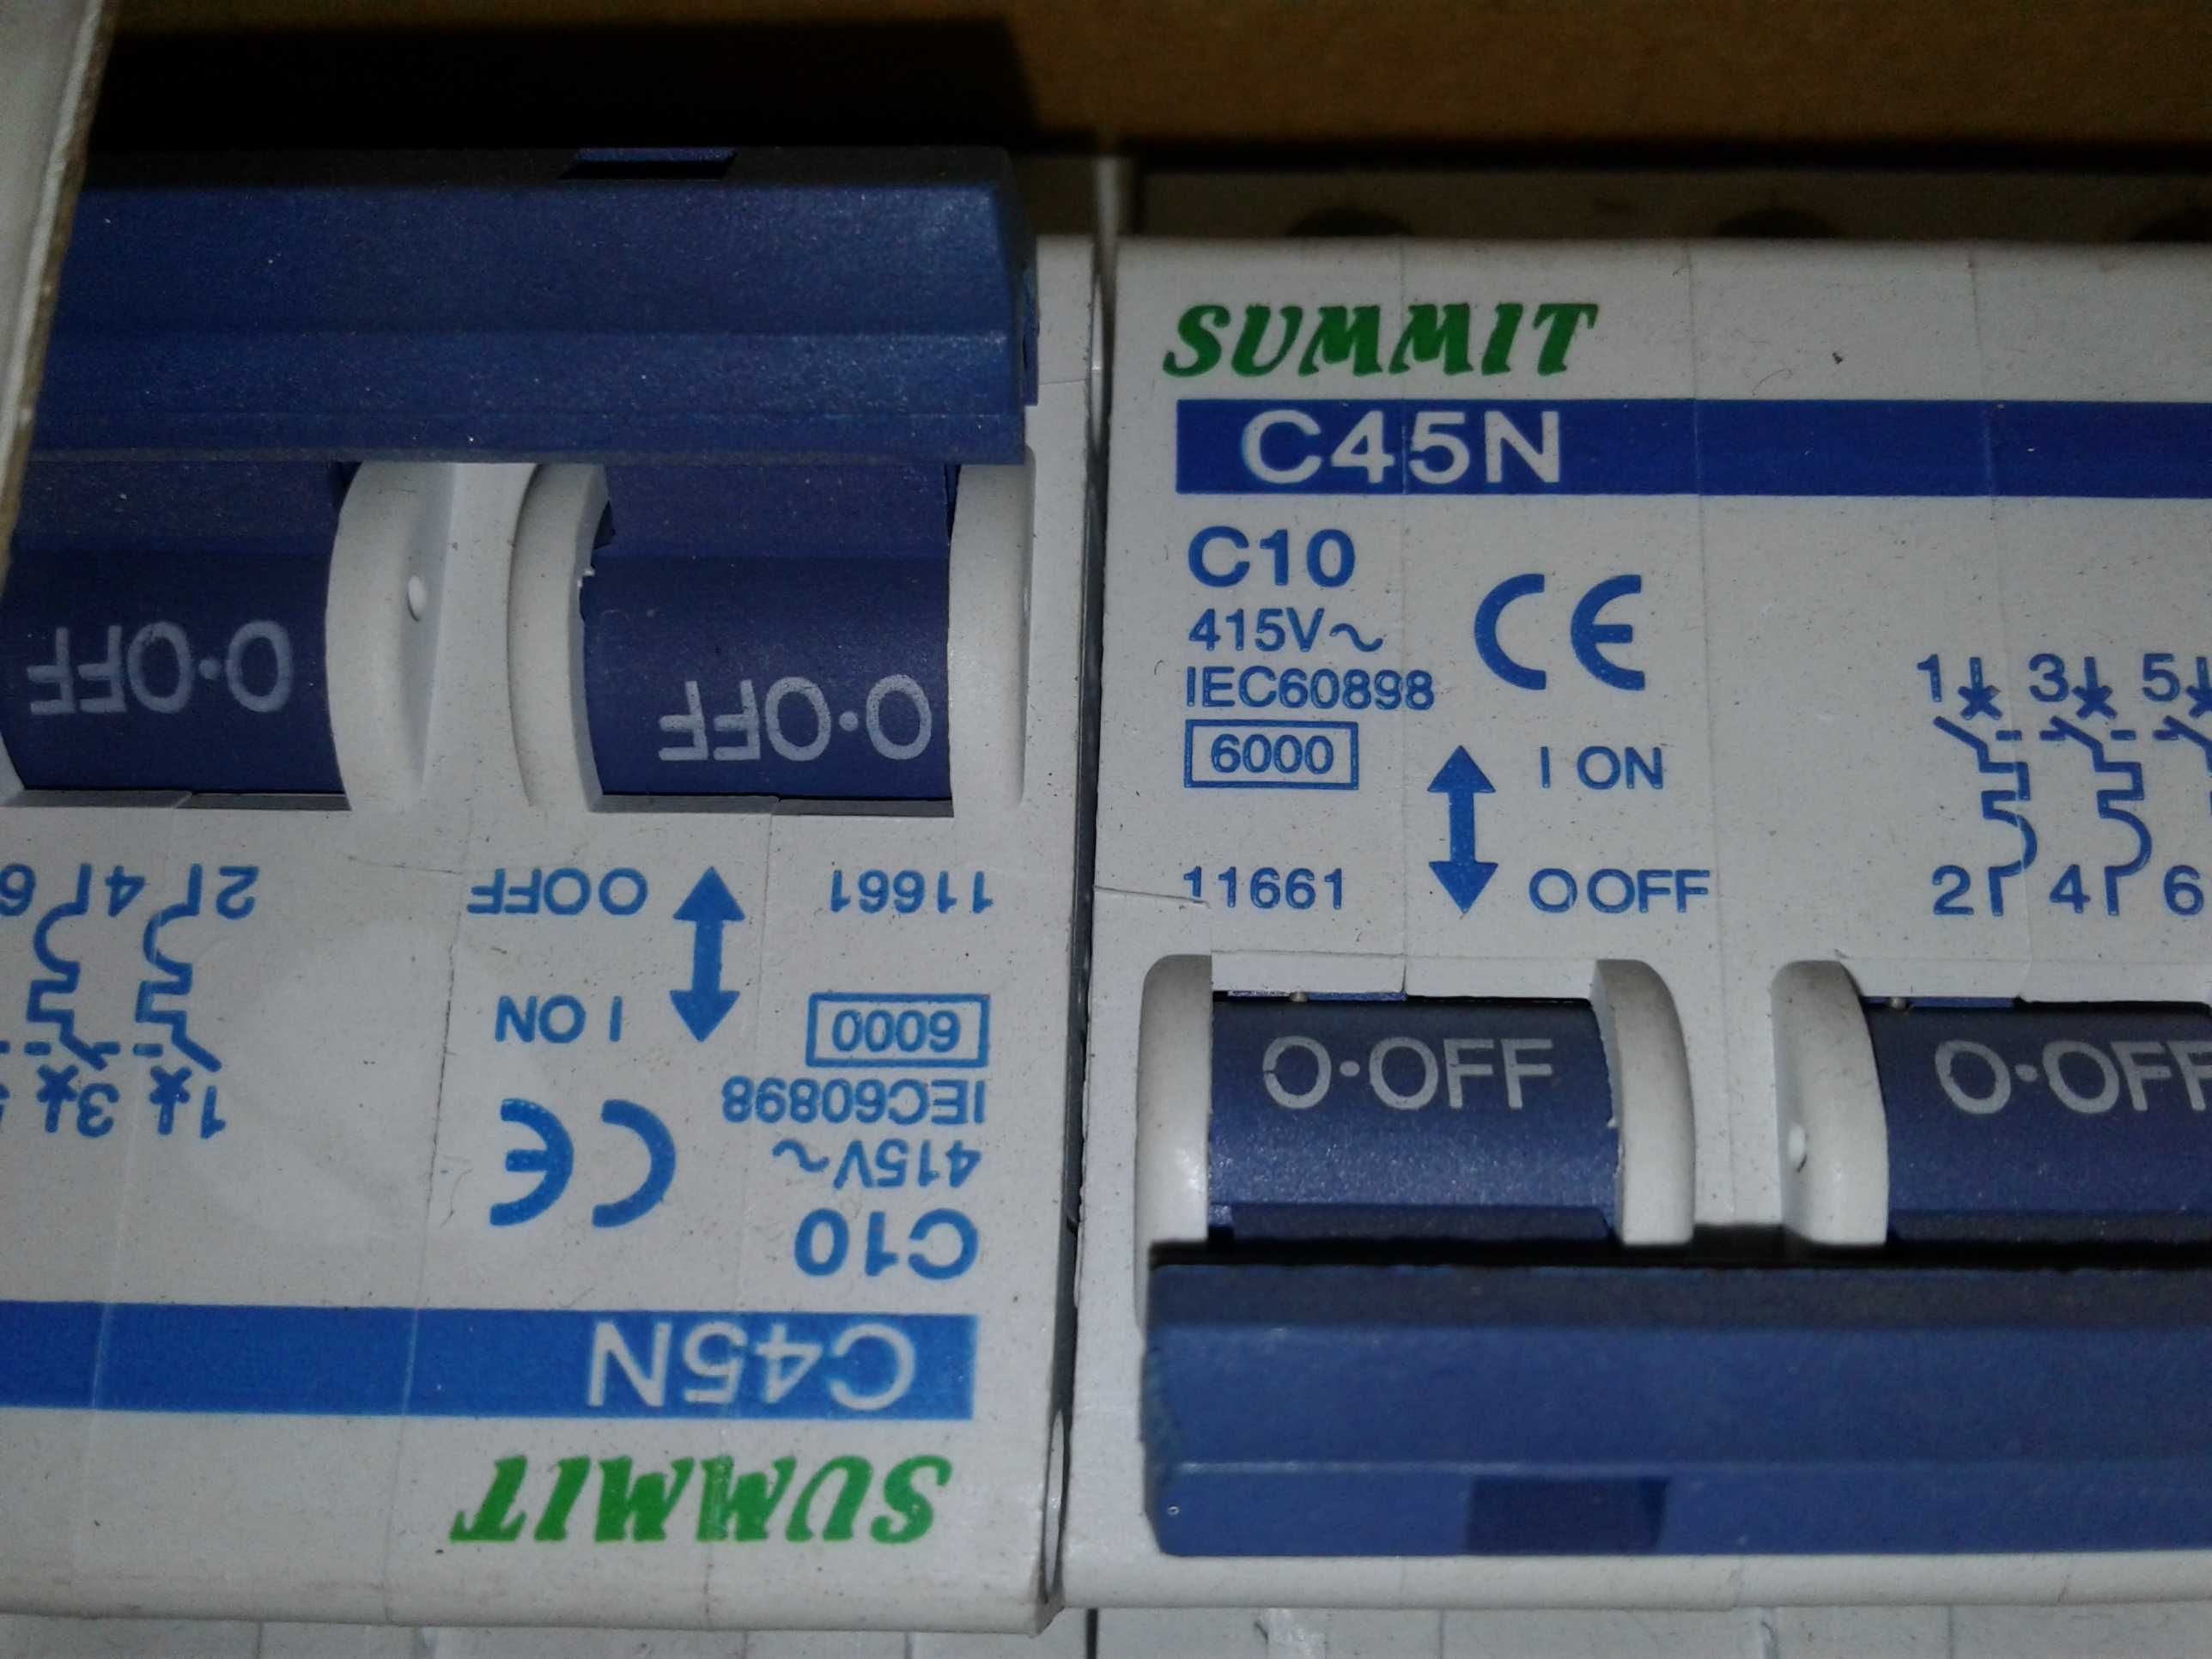 SUMMIT
C45N
C10
415V~
IEC60898
CE
6000
I ON
11661
O OFF
1 3 5
2 4 6
O·OFF
O·OFF
SUMMIT
C45N
C10
415V~
IEC60898
CE
6000
I ON
11661
O OFF
1 3
2 4 6
O·OFF
O·OFF